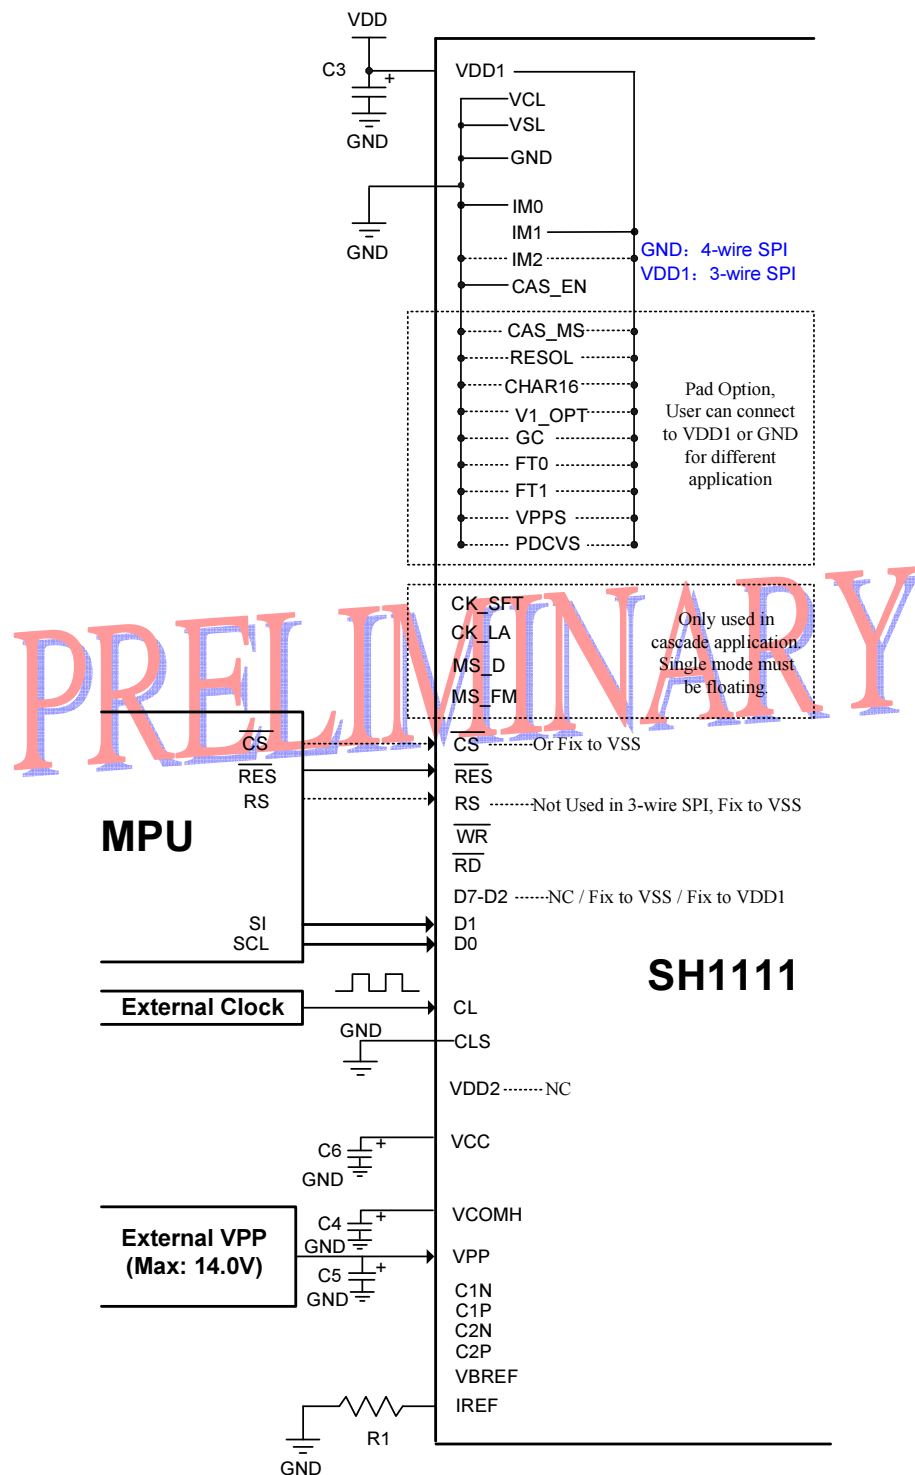 VDD
C3
+
VDD1
VCL
VSL
GND
GND
GND
IM0
IM1
IM2
CAS_EN
GND：4-wire SPI
VDD1：3-wire SPI
CAS_MS
RESOL
CHAR16
V1_OPT
GC
FT0
FT1
VPPS
PDCVS
Pad Option,
User can connect
to VDD1 or GND
for different
application
CK_SFT
CK_LA
MS_D
MS_FM
Only used in
cascade application.
Single mode must
be floating.
PRELIMINARY
CS
RES
RS
MPU
SI
SCL
CS
Or Fix to VSS
RES
RS
Not Used in 3-wire SPI, Fix to VSS
WR
RD
D7-D2
NC / Fix to VSS / Fix to VDD1
D1
D0
SH1111
External Clock
CL
GND
CLS
VDD2
NC
C6
+
GND
VCC
External VPP
(Max: 14.0V)
C4
+
GND
VCOMH
VPP
C5
+
GND
C1N
C1P
C2N
C2P
VBREF
IREF
R1
GND